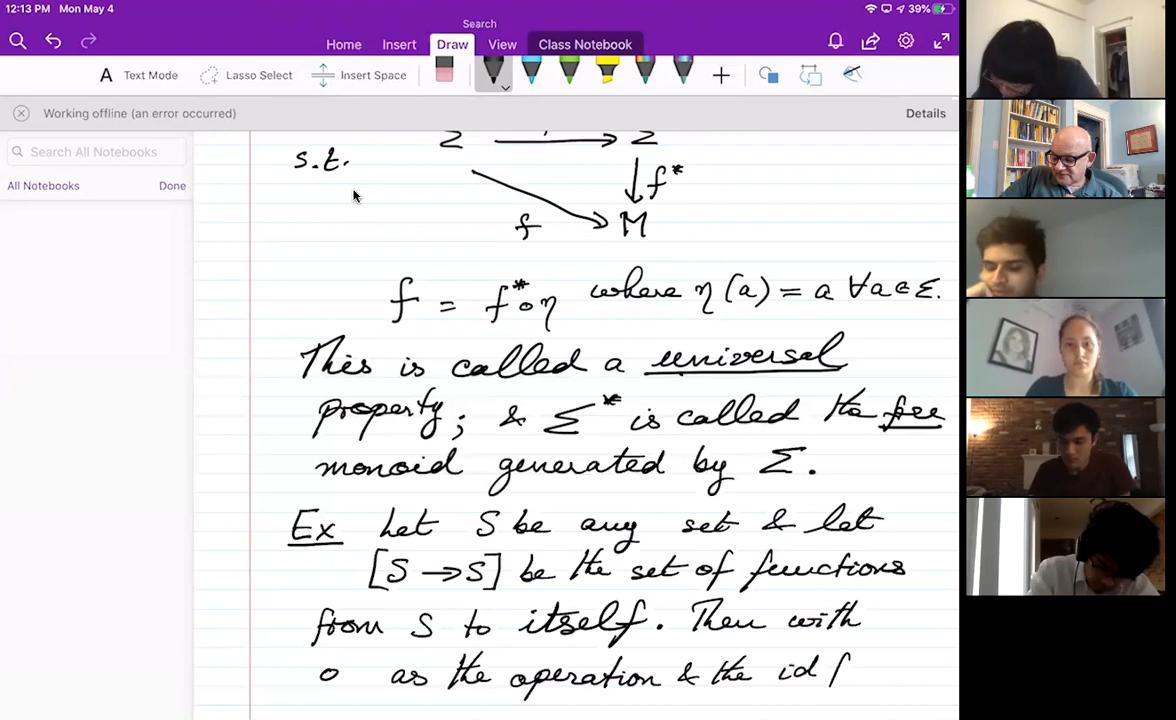 12:13 PM Mon May 4
39%
Search
Home Insert Draw View Class Notebook
A Text Mode Lasso Select Insert Space
Working offline (an error occurred) Details
Search All Notebooks
All Notebooks Done
s.t.
f*
f M
f = f* ∘ η where η(a) = a ∀a∈Σ.
This is called a universal
property; & Σ* is called the free
monoid generated by Σ.
Ex Let S be any set & let
[S → S] be the set of functions
from S to itself. Then with
∘ as the operation & the id